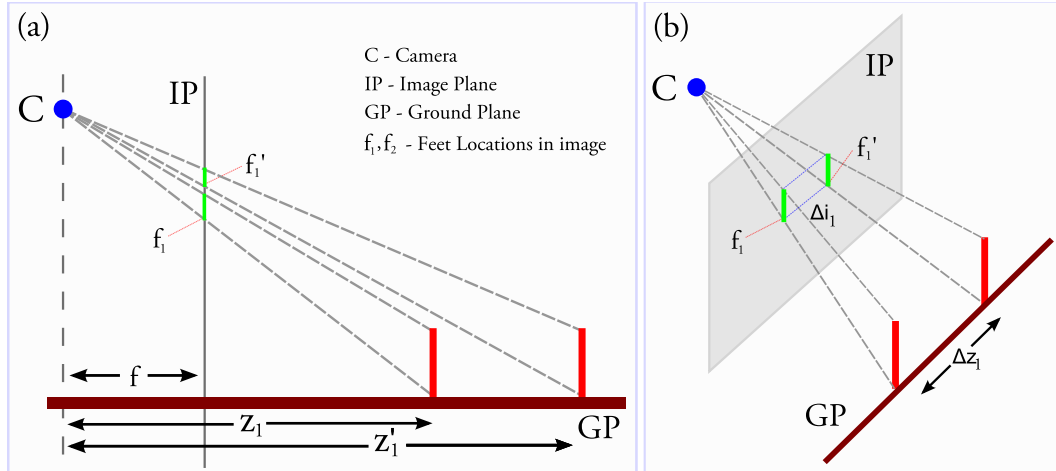 (a)
C - Camera
IP - Image Plane
GP - Ground Plane
f₁, f₂ - Feet Locations in image
C
IP
f₁'
f₁
f
z₁
z₁'
GP
(b)
C
IP
f₁'
Δi₁
f₁
Δz₁
GP